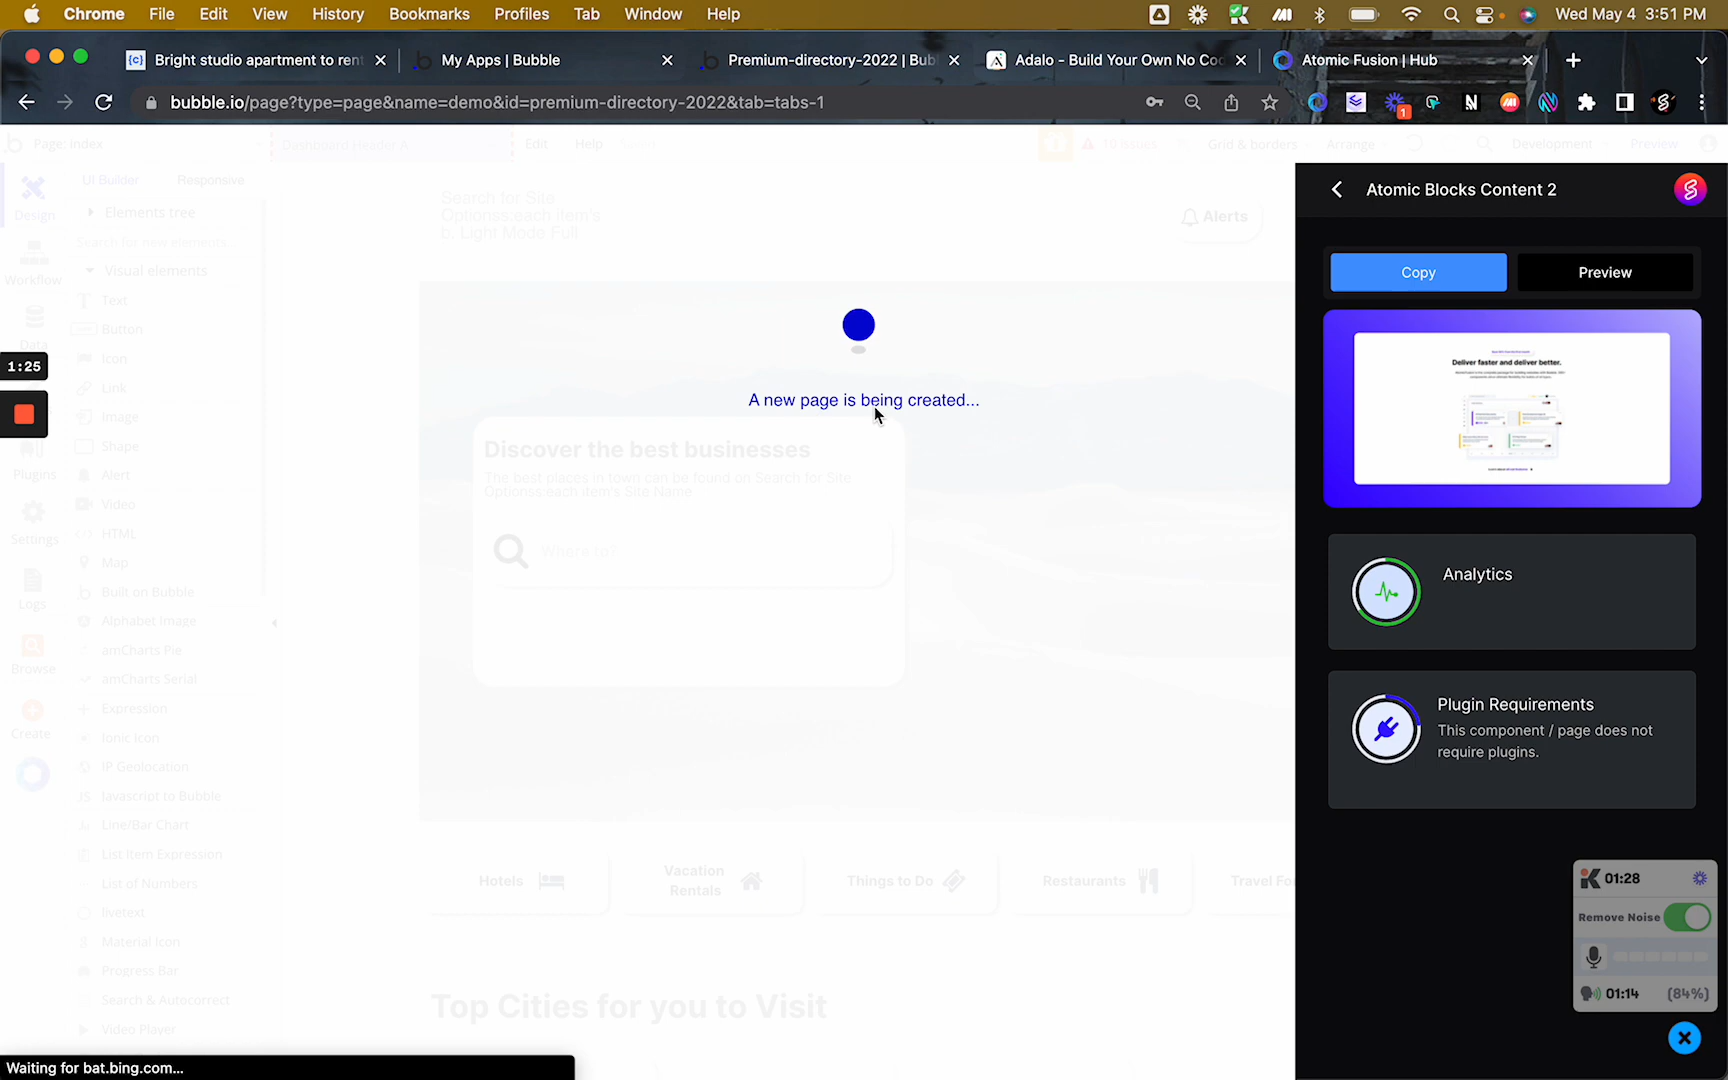 Chrome File Edit View History Bookmarks Profiles Tab Window Help
Wed May 4 3:51 PM
Bright studio apartment to rent
My Apps | Bubble
Premium-directory-2022 | Bub
Adalo - Build Your Own No Co
Atomic Fusion | Hub
bubble.io/page?type=page&name=demo&id=premium-directory-2022&tab=tabs-1
1
Page: index
Dashboard Header A
Edit
Help
10 issues
Grid & borders
Arrange
Development
Preview
UI Builder
Responsive
Design
Elements tree
Search for new elements
Workflow
Visual elements
Text
Data
Button
Icon
1:25
Link
Image
Shape
Plugins
Alert
Video
Settings
HTML
Map
Logs
Built on Bubble
Alphabet Image
Browse
amCharts Pie
amCharts Serial
Create
Expression
Ionic Icon
IP Geolocation
JS Javascript to Bubble
Line/Bar Chart
List Item Expression
List of Numbers
livetext
Material Icon
Progress Bar
Search & Autocorrect
Video Player
Search for Site
Optionss:each item's
b. Light Mode Full
Alerts
A new page is being created...
Discover the best businesses
The best places in town can be found on Search for Site
Optionss:each item's Site Name
Where to?
Hotels
Vacation
Rentals
Things to Do
Restaurants
Travel Fo
Top Cities for you to Visit
Atomic Blocks Content 2
Copy
Preview
Deliver faster and deliver better.
Analytics
Plugin Requirements
This component / page does not
require plugins.
01:28
Remove Noise
01:14 (84%)
Waiting for bat.bing.com...